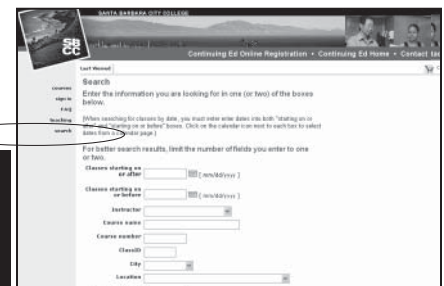 SANTA BARBARA CITY COLLEGE
SB
CC
Continuing Ed Online Registration • Continuing Ed Home • Contact
Last Viewed
courses
sign in
FAQ
teaching
search
Search
Enter the information you are looking for in one (or two) of the boxes
below.
[When searching for classes by date, you must enter enter dates into both "starting on or
after" and "starting on or before" boxes. Click on the calendar icon next to each box to select
dates from a calendar page.]
For better search results, limit the number of fields you enter to one
or two.
Classes starting on
or after
[ mm/dd/yyyy ]
Classes starting on
or before
[ mm/dd/yyyy ]
Instructor
Course name
Course number
ClassID
City
Location